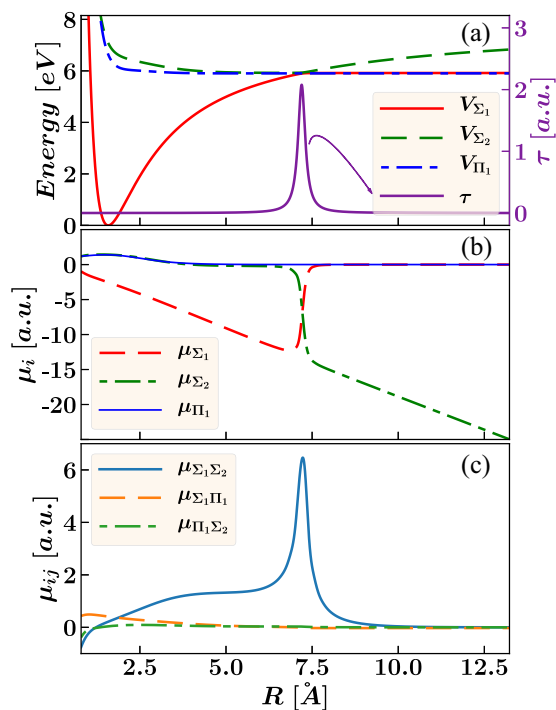 (a)
Energy [eV]
8
6
4
2
0
τ [a.u.]
3
2
1
0
V_Σ₁
V_Σ₂
V_Π₁
τ
(b)
μ_i [a.u.]
0
-5
-10
-15
-20
μ_Σ₁
μ_Σ₂
μ_Π₁
(c)
μ_ij [a.u.]
6
4
2
0
μ_Σ₁Σ₂
μ_Σ₁Π₁
μ_Π₁Σ₂
2.5 5.0 7.5 10.0 12.5
R [Å]